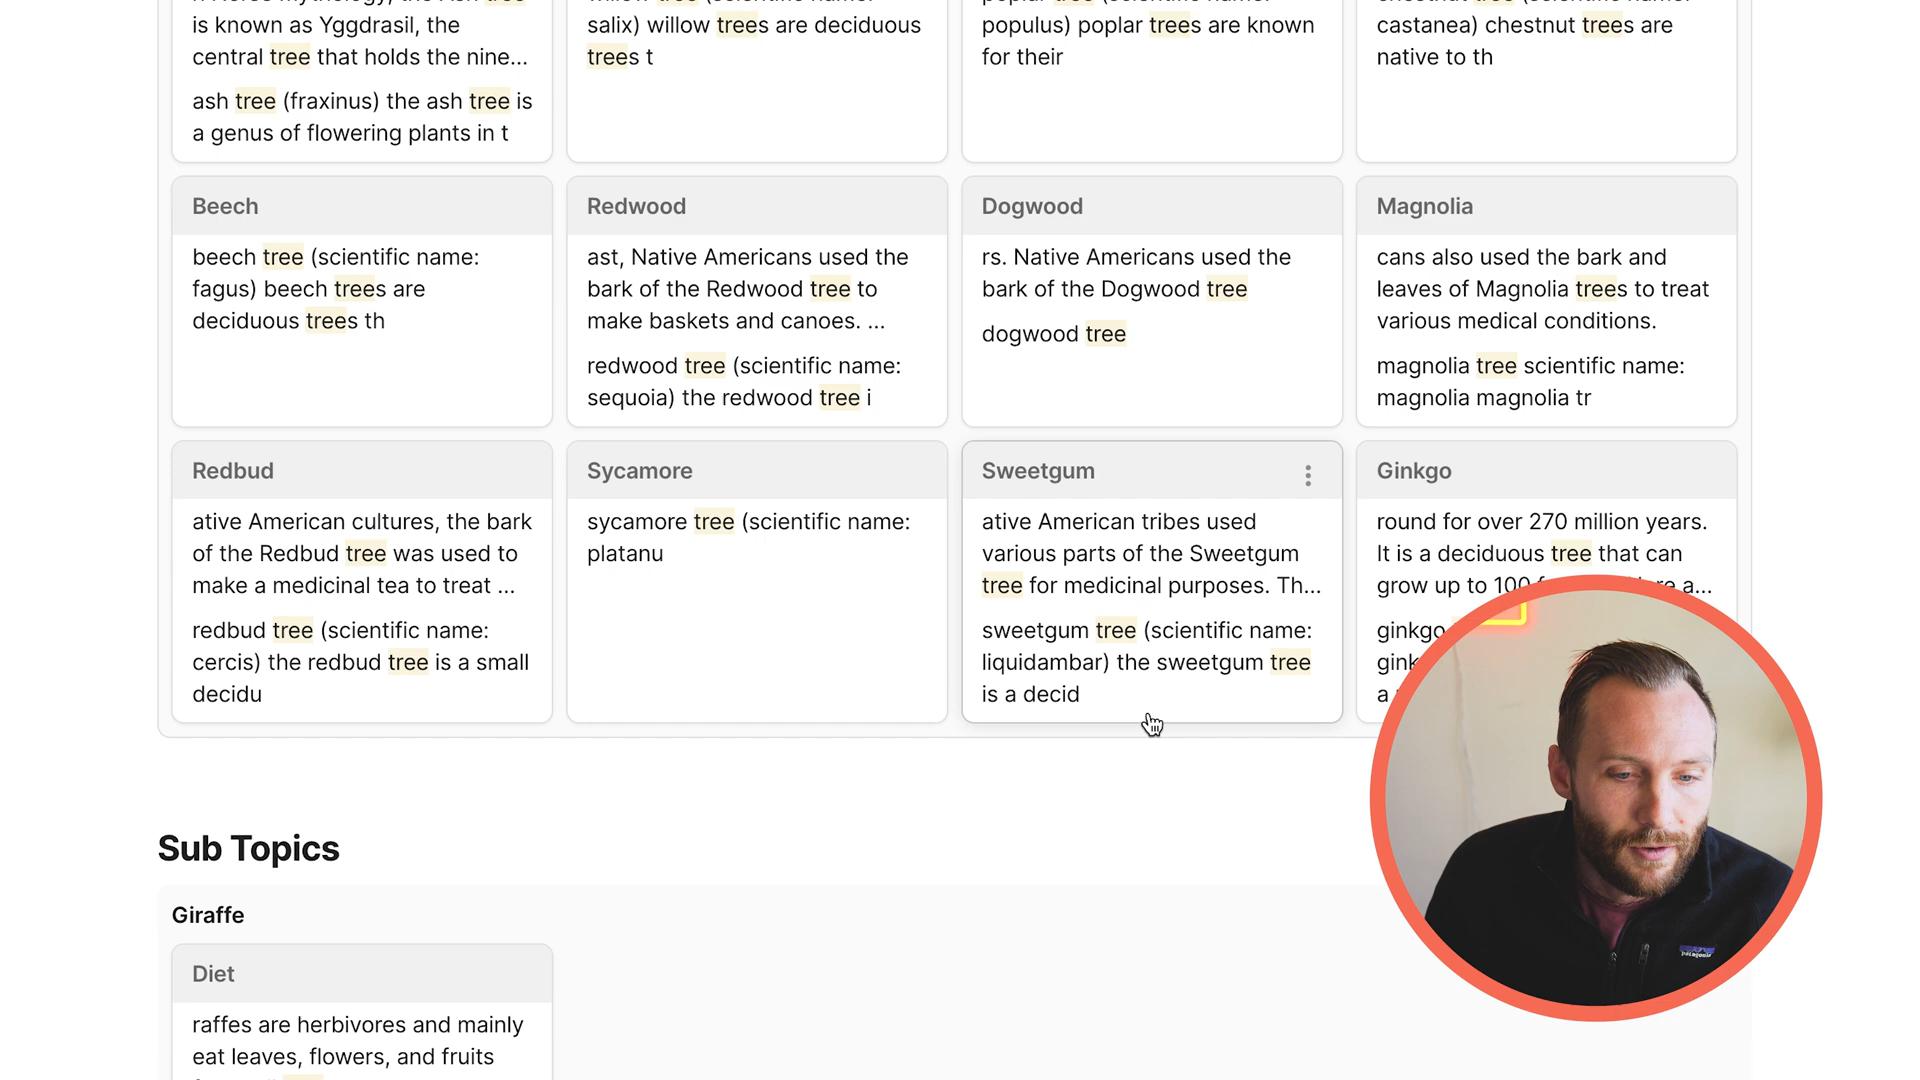 is known as Yggdrasil, the
central tree that holds the nine...
ash tree (fraxinus) the ash tree is
a genus of flowering plants in t
salix) willow trees are deciduous
trees t
populus) poplar trees are known
for their
castanea) chestnut trees are
native to th
Beech
beech tree (scientific name:
fagus) beech trees are
deciduous trees th
Redwood
ast, Native Americans used the
bark of the Redwood tree to
make baskets and canoes. ...
redwood tree (scientific name:
sequoia) the redwood tree i
Dogwood
rs. Native Americans used the
bark of the Dogwood tree
dogwood tree
Magnolia
cans also used the bark and
leaves of Magnolia trees to treat
various medical conditions.
magnolia tree scientific name:
magnolia magnolia tr
Redbud
ative American cultures, the bark
of the Redbud tree was used to
make a medicinal tea to treat ...
redbud tree (scientific name:
cercis) the redbud tree is a small
decidu
Sycamore
sycamore tree (scientific name:
platanu
Sweetgum
ative American tribes used
various parts of the Sweetgum
tree for medicinal purposes. Th...
sweetgum tree (scientific name:
liquidambar) the sweetgum tree
is a decid
Ginkgo
round for over 270 million years.
It is a deciduous tree that can
grow up to 100
ginkgo
gink
a
patagonia
Sub Topics
Giraffe
Diet
raffes are herbivores and mainly
eat leaves, flowers, and fruits